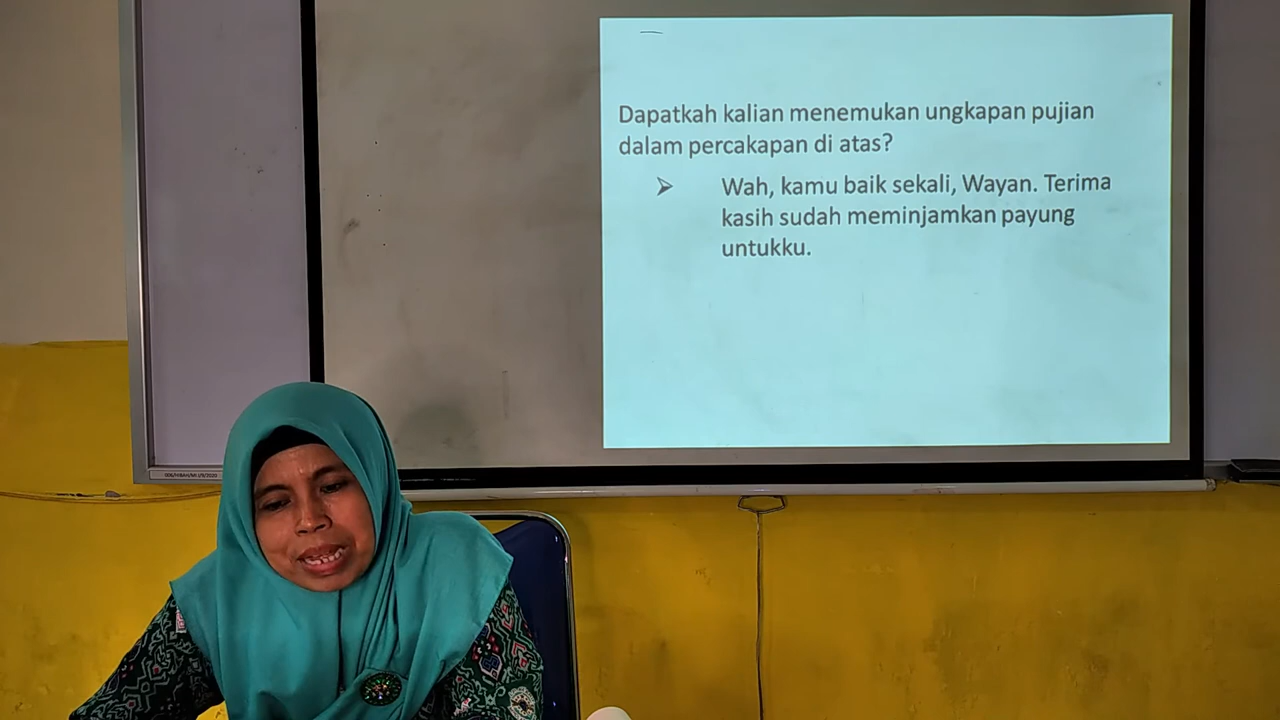 Dapatkah kalian menemukan ungkapan pujian
dalam percakapan di atas?
➢ Wah, kamu baik sekali, Wayan. Terima
kasih sudah meminjamkan payung
untukku.